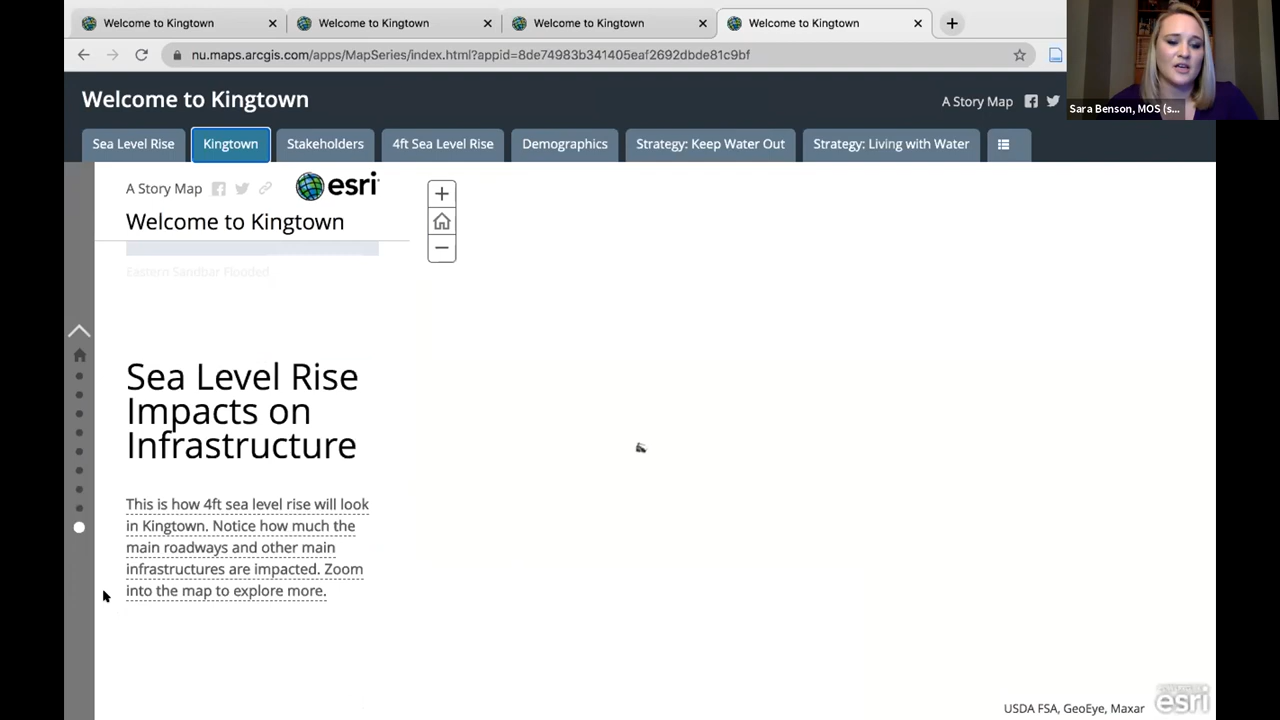 Welcome to Kingtown
Welcome to Kingtown
Welcome to Kingtown
Welcome to Kingtown
nu.maps.arcgis.com/apps/MapSeries/index.html?appid=8de74983b341405eaf2692dbde81c9bf
Sara Benson, MOS (s...
Welcome to Kingtown
A Story Map
Sea Level Rise
Kingtown
Stakeholders
4ft Sea Level Rise
Demographics
Strategy: Keep Water Out
Strategy: Living with Water
A Story Map
esri
Welcome to Kingtown
Eastern Sandbar Flooded
Sea Level Rise
Impacts on
Infrastructure
This is how 4ft sea level rise will look
in Kingtown. Notice how much the
main roadways and other main
infrastructures are impacted. Zoom
into the map to explore more.
USDA FSA, GeoEye, Maxar
esri